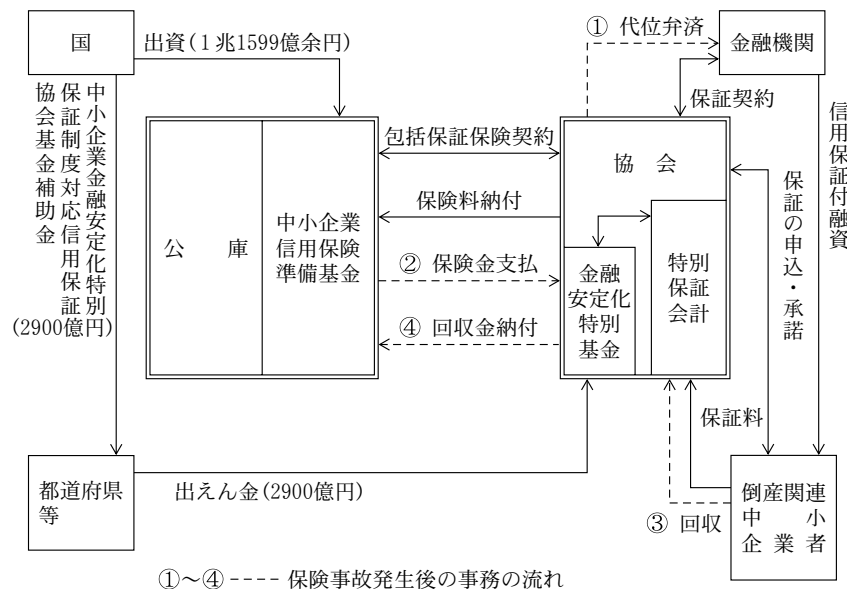 国
出資(1兆1599億余円)
① 代位弁済
金融機関
保証契約
中小企業金融安定化特別
保証制度対応信用保証
協会基金補助金
(2900億円)
公庫
中小企業
信用保険
準備基金
包括保証保険契約
保険料納付
② 保険金支払
④ 回収金納付
協会
金融
安定化
特別
基金
特別
保証
会計
保証の申込・承諾
信用保証付融資
保証料
③ 回収
都道府県
等
出えん金(2900億円)
倒産関連
中小
企業者
①～④ ---- 保険事故発生後の事務の流れ